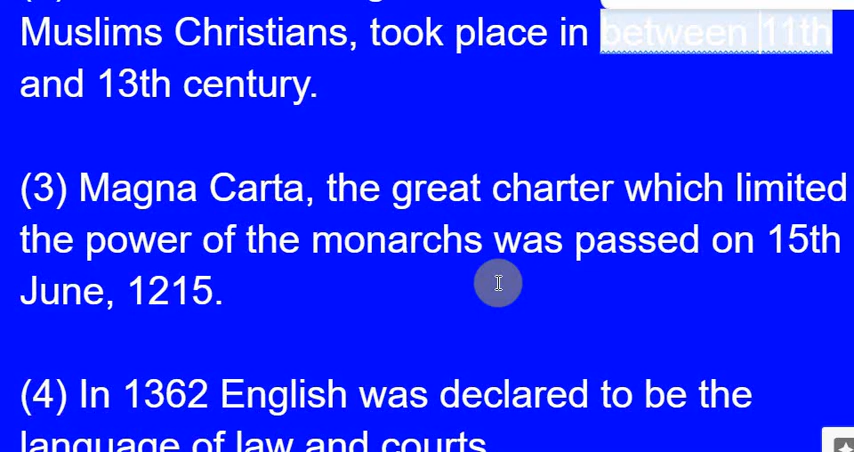 Muslims Christians, took place in between 11th
and 13th century.
(3) Magna Carta, the great charter which limited
the power of the monarchs was passed on 15th
June, 1215.
(4) In 1362 English was declared to be the
language of law and courts